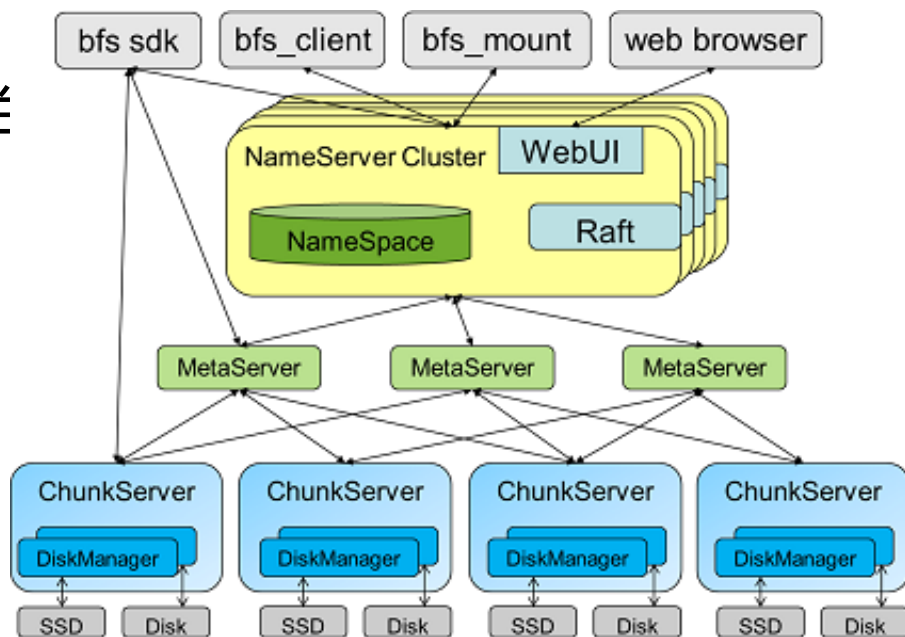 bfs sdk
bfs_client
bfs_mount
web browser
NameServer Cluster
WebUI
NameSpace
Raft
MetaServer
MetaServer
MetaServer
ChunkServer
ChunkServer
ChunkServer
ChunkServer
DiskManager
DiskManager
DiskManager
DiskManager
SSD
Disk
SSD
Disk
SSD
Disk
SSD
Disk